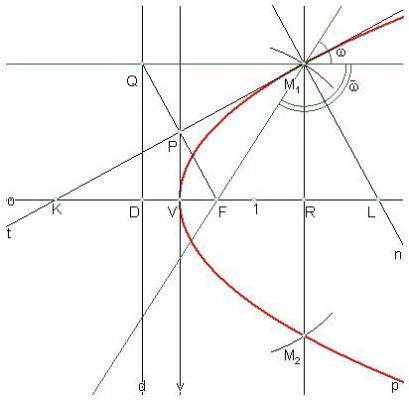 ω
Q
M₁
ω̄
P
o K D V F 1 R L
t
n
M₂
d v p